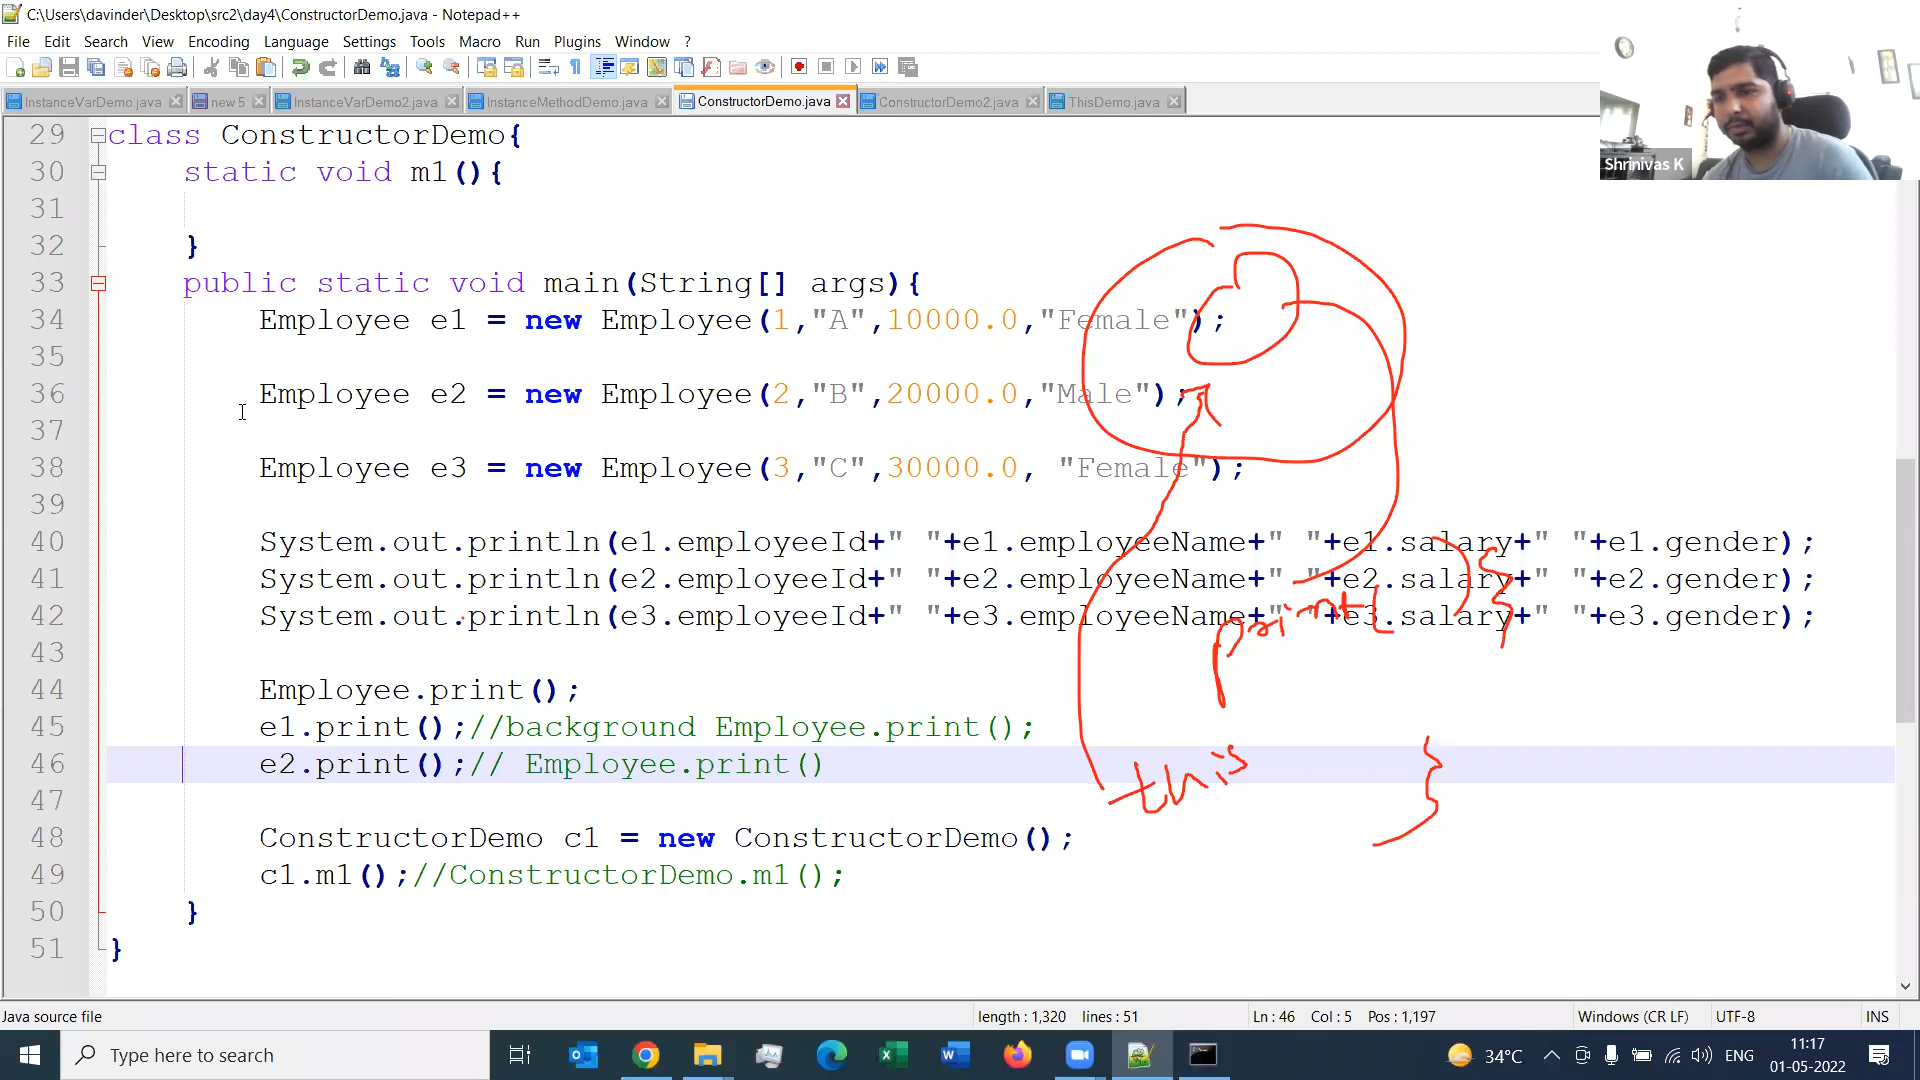 C:\Users\davinder\Desktop\src2\day4\ConstructorDemo.java - Notepad++
File Edit Search View Encoding Language Settings Tools Macro Run Plugins Window ?
InstanceVarDemo.java new 5 InstanceVarDemo2.java InstanceMethodDemo.java ConstructorDemo.java ConstructorDemo2.java ThisDemo.java
Shrinivas K
29 class ConstructorDemo{
30 static void m1(){
31
32 }
33 public static void main(String[] args){
34 Employee e1 = new Employee(1,"A",10000.0,"Female");
35
36 Employee e2 = new Employee(2,"B",20000.0,"Male");
37
38 Employee e3 = new Employee(3,"C",30000.0, "Female");
39
40 System.out.println(e1.employeeId+" "+e1.employeeName+" "+e1.salary+" "+e1.gender);
41 System.out.println(e2.employeeId+" "+e2.employeeName+" "+e2.salary+" "+e2.gender);
42 System.out.println(e3.employeeId+" "+e3.employeeName+" "+e3.salary+" "+e3.gender);
print( ) {
43
44 Employee.print();
45 e1.print();//background Employee.print();
46 e2.print();// Employee.print()
this }
47
48 ConstructorDemo c1 = new ConstructorDemo();
49 c1.m1();//ConstructorDemo.m1();
50 }
51 }
Java source file length : 1,320 lines : 51 Ln : 46 Col : 5 Pos : 1,197 Windows (CR LF) UTF-8 INS
Type here to search 34°C ENG 11:17
01-05-2022